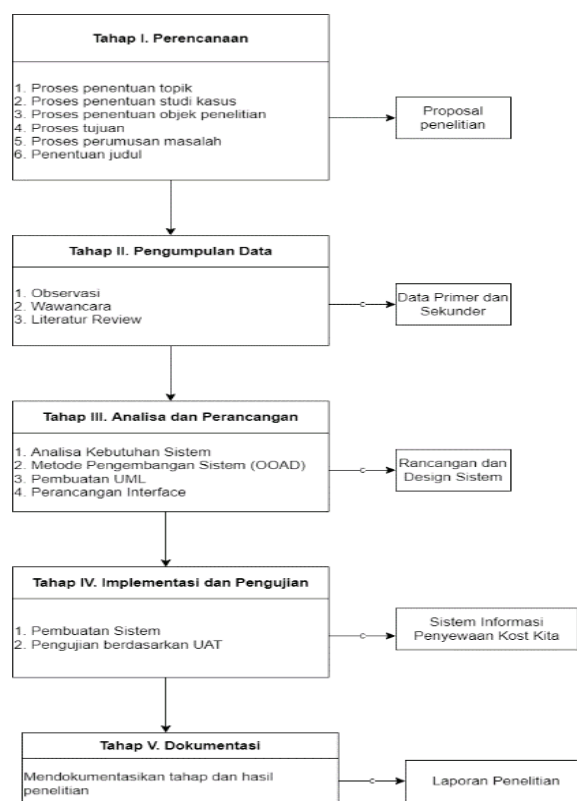 Tahap I. Perencanaan
1. Proses penentuan topik
2. Proses penentuan studi kasus
3. Proses penentuan objek penelitian
4. Proses tujuan
5. Proses perumusan masalah
6. Penentuan judul
Proposal
penelitian
Tahap II. Pengumpulan Data
1. Observasi
2. Wawancara
3. Literatur Review
c
Data Primer dan
Sekunder
Tahap III. Analisa dan Perancangan
1. Analisa Kebutuhan Sistem
2. Metode Pengembangan Sistem (OOAD)
3. Pembuatan UML
4. Perancangan Interface
c
Rancangan dan
Design Sistem
Tahap IV. Implementasi dan Pengujian
1. Pembuatan Sistem
2. Pengujian berdasarkan UAT
c
Sistem Informasi
Penyewaan Kost Kita
Tahap V. Dokumentasi
Mendokumentasikan tahap dan hasil
penelitian
c
Laporan Penelitian